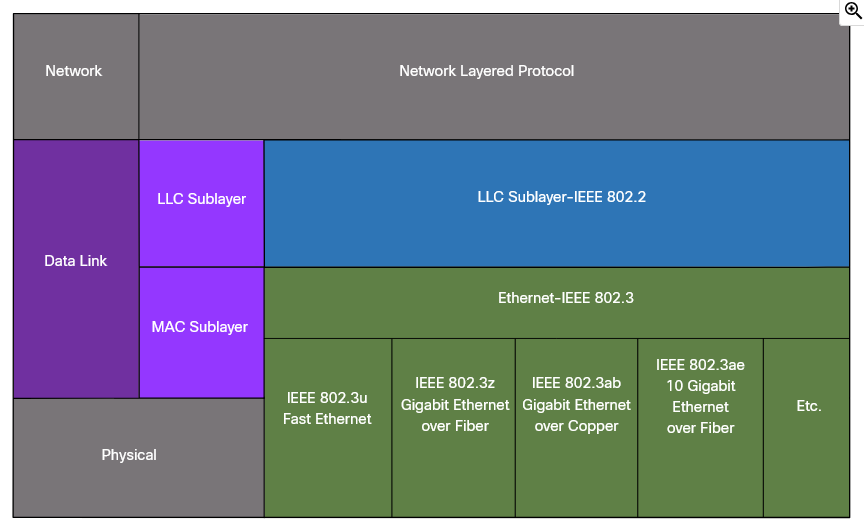 Network
Network Layered Protocol
Data Link
LLC Sublayer
LLC Sublayer-IEEE 802.2
MAC Sublayer
Ethernet-IEEE 802.3
IEEE 802.3u
Fast Ethernet
IEEE 802.3z
Gigabit Ethernet
over Fiber
IEEE 802.3ab
Gigabit Ethernet
over Copper
IEEE 802.3ae
10 Gigabit
Ethernet
over Fiber
Etc.
Physical